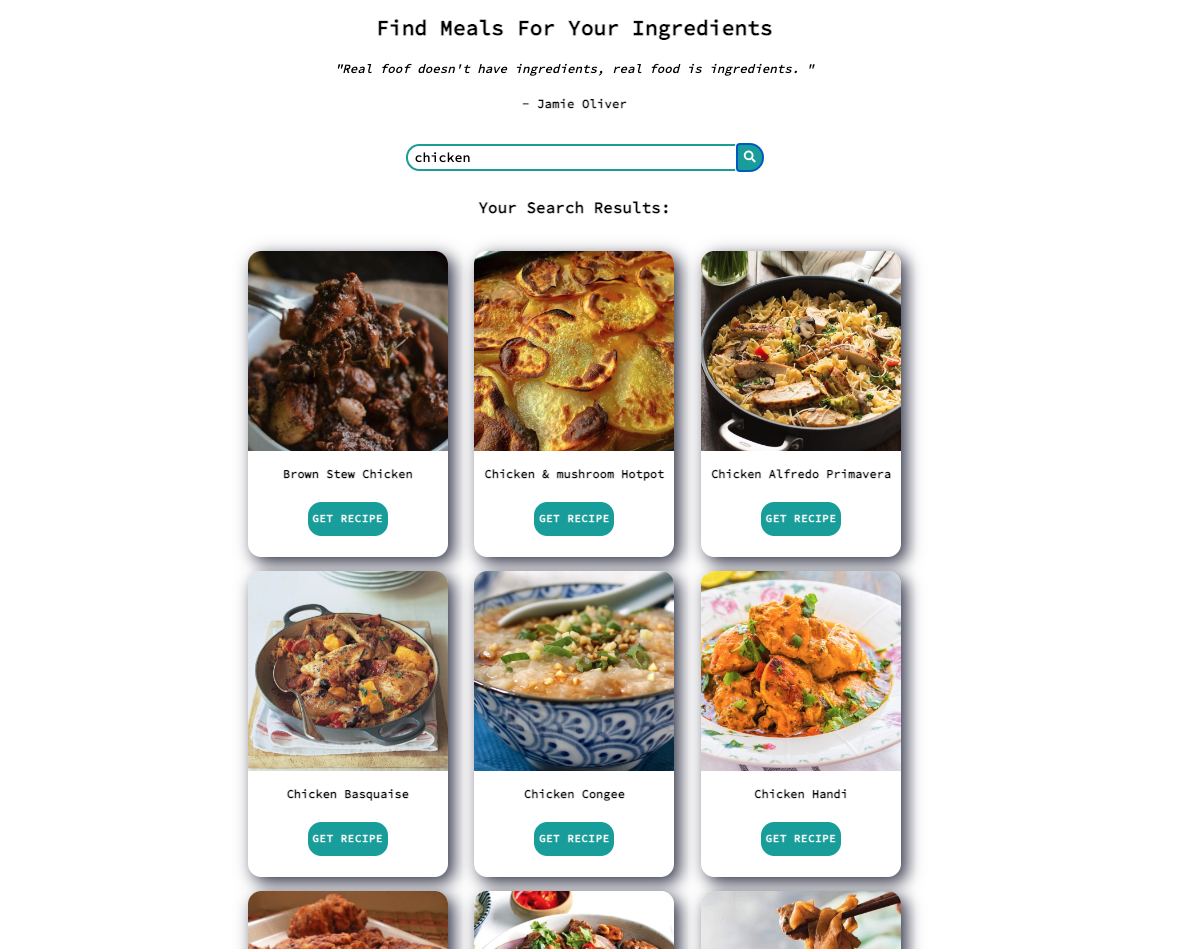 Find Meals For Your Ingredients
"Real foof doesn't have ingredients, real food is ingredients. "
– Jamie Oliver
chicken
Your Search Results:
Brown Stew Chicken
Chicken & mushroom Hotpot
Chicken Alfredo Primavera
GET RECIPE
GET RECIPE
GET RECIPE
Chicken Basquaise
Chicken Congee
Chicken Handi
GET RECIPE
GET RECIPE
GET RECIPE